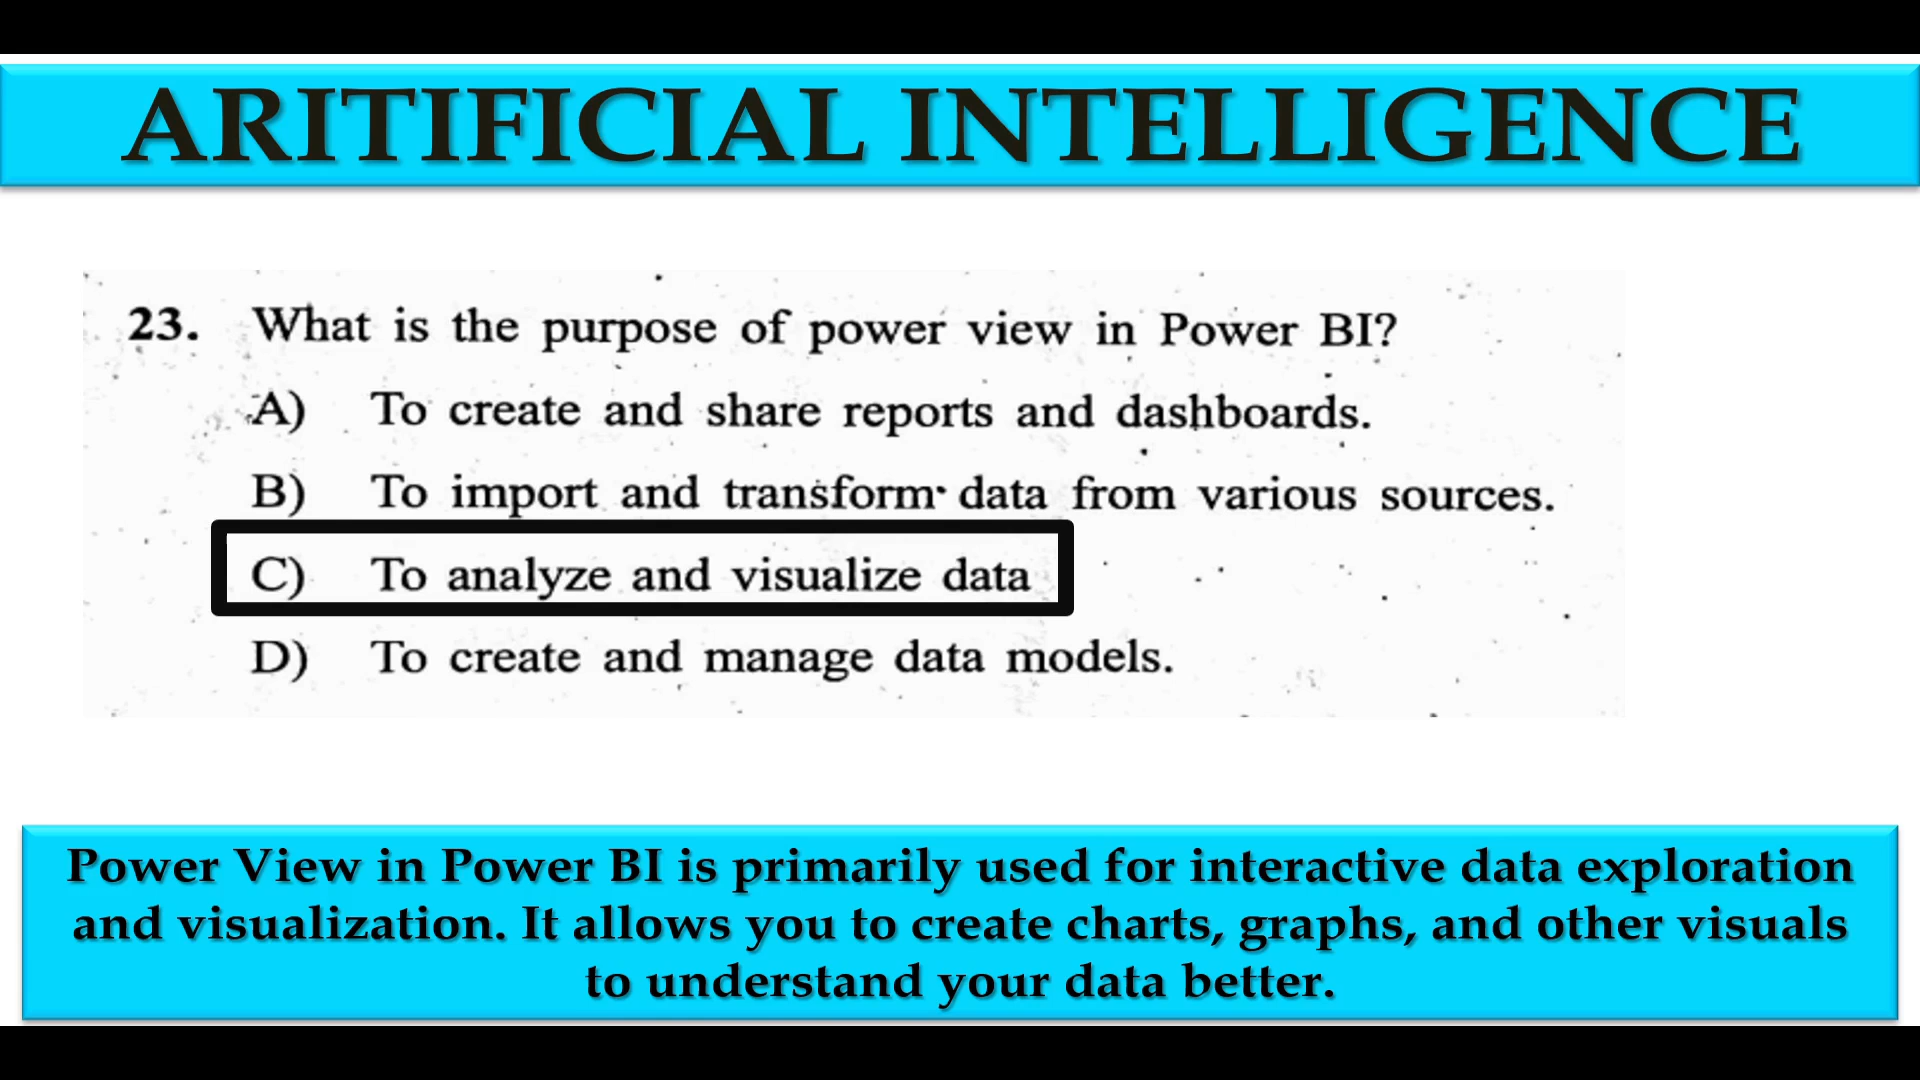 ARITIFICIAL INTELLIGENCE
23. What is the purpose of power view in Power BI?
A) To create and share reports and dashboards.
B) To import and transform data from various sources.
C) To analyze and visualize data
D) To create and manage data models.
Power View in Power BI is primarily used for interactive data exploration
and visualization. It allows you to create charts, graphs, and other visuals
to understand your data better.